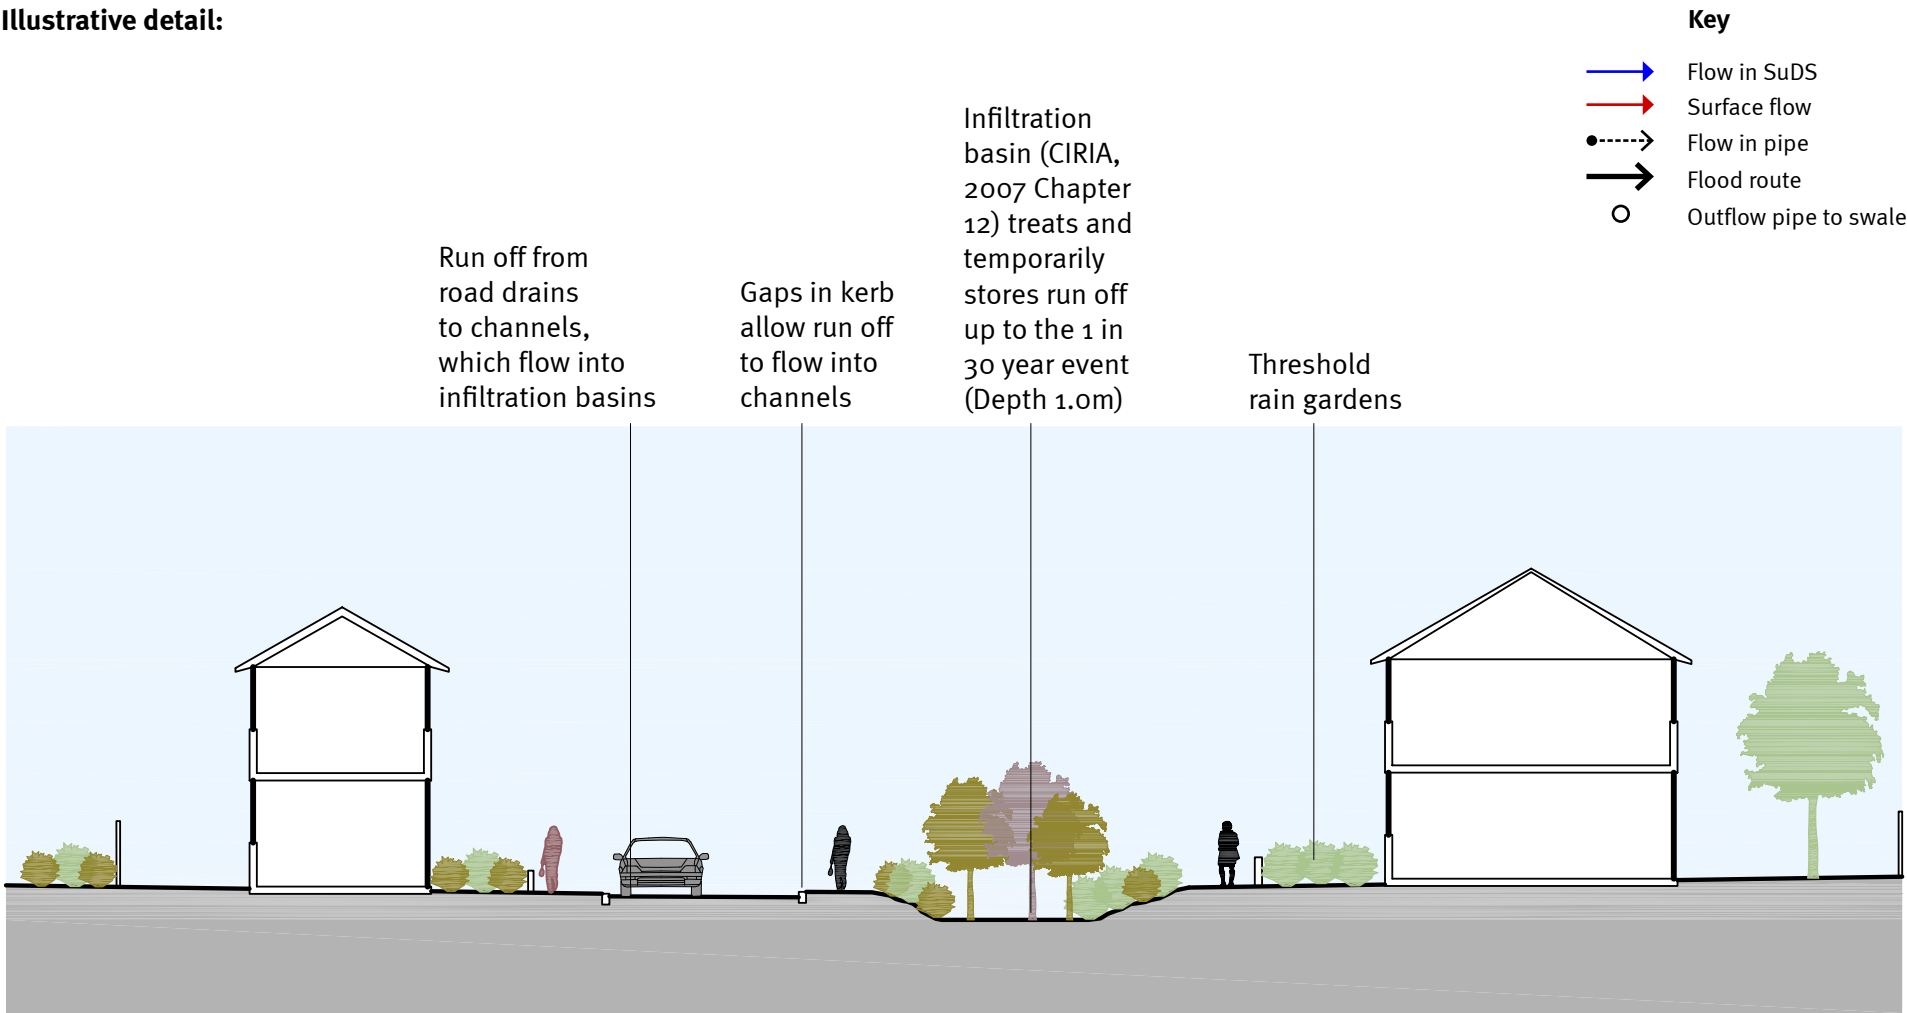 Illustrative detail:
Key
Flow in SuDS
Surface flow
Flow in pipe
Flood route
Outflow pipe to swale
Run off from
road drains
to channels,
which flow into
infiltration basins
Gaps in kerb
allow run off
to flow into
channels
Infiltration
basin (CIRIA,
2007 Chapter
12) treats and
temporarily
stores run off
up to the 1 in
30 year event
(Depth 1.0m)
Threshold
rain gardens